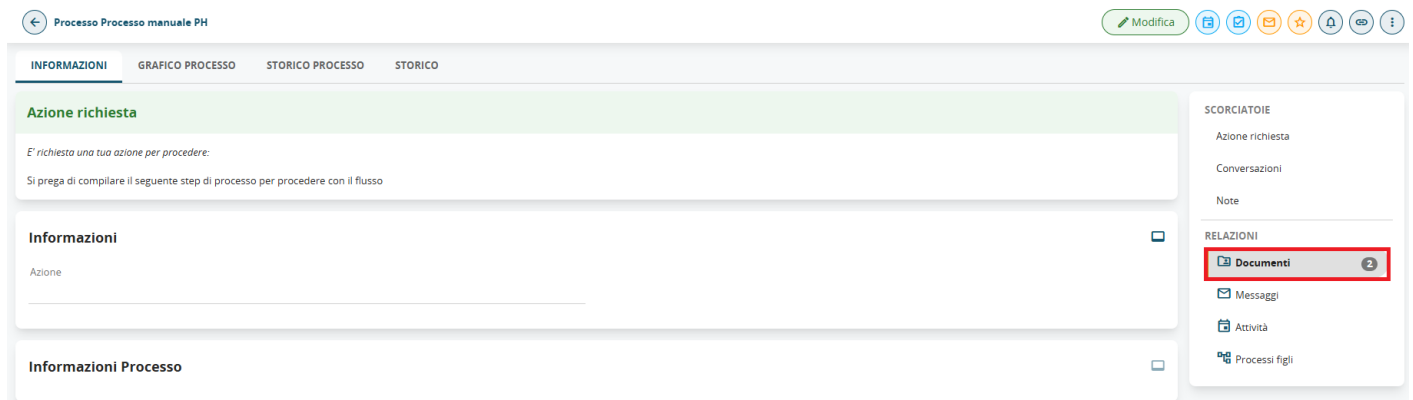 Processo Processo manuale PH
Modifica
INFORMAZIONI
GRAFICO PROCESSO
STORICO PROCESSO
STORICO
Azione richiesta
E' richiesta una tua azione per procedere:
Si prega di compilare il seguente step di processo per procedere con il flusso
Informazioni
Azione
Informazioni Processo
SCORCIATOIE
Azione richiesta
Conversazioni
Note
RELAZIONI
Documenti 2
Messaggi
Attività
Processi figli